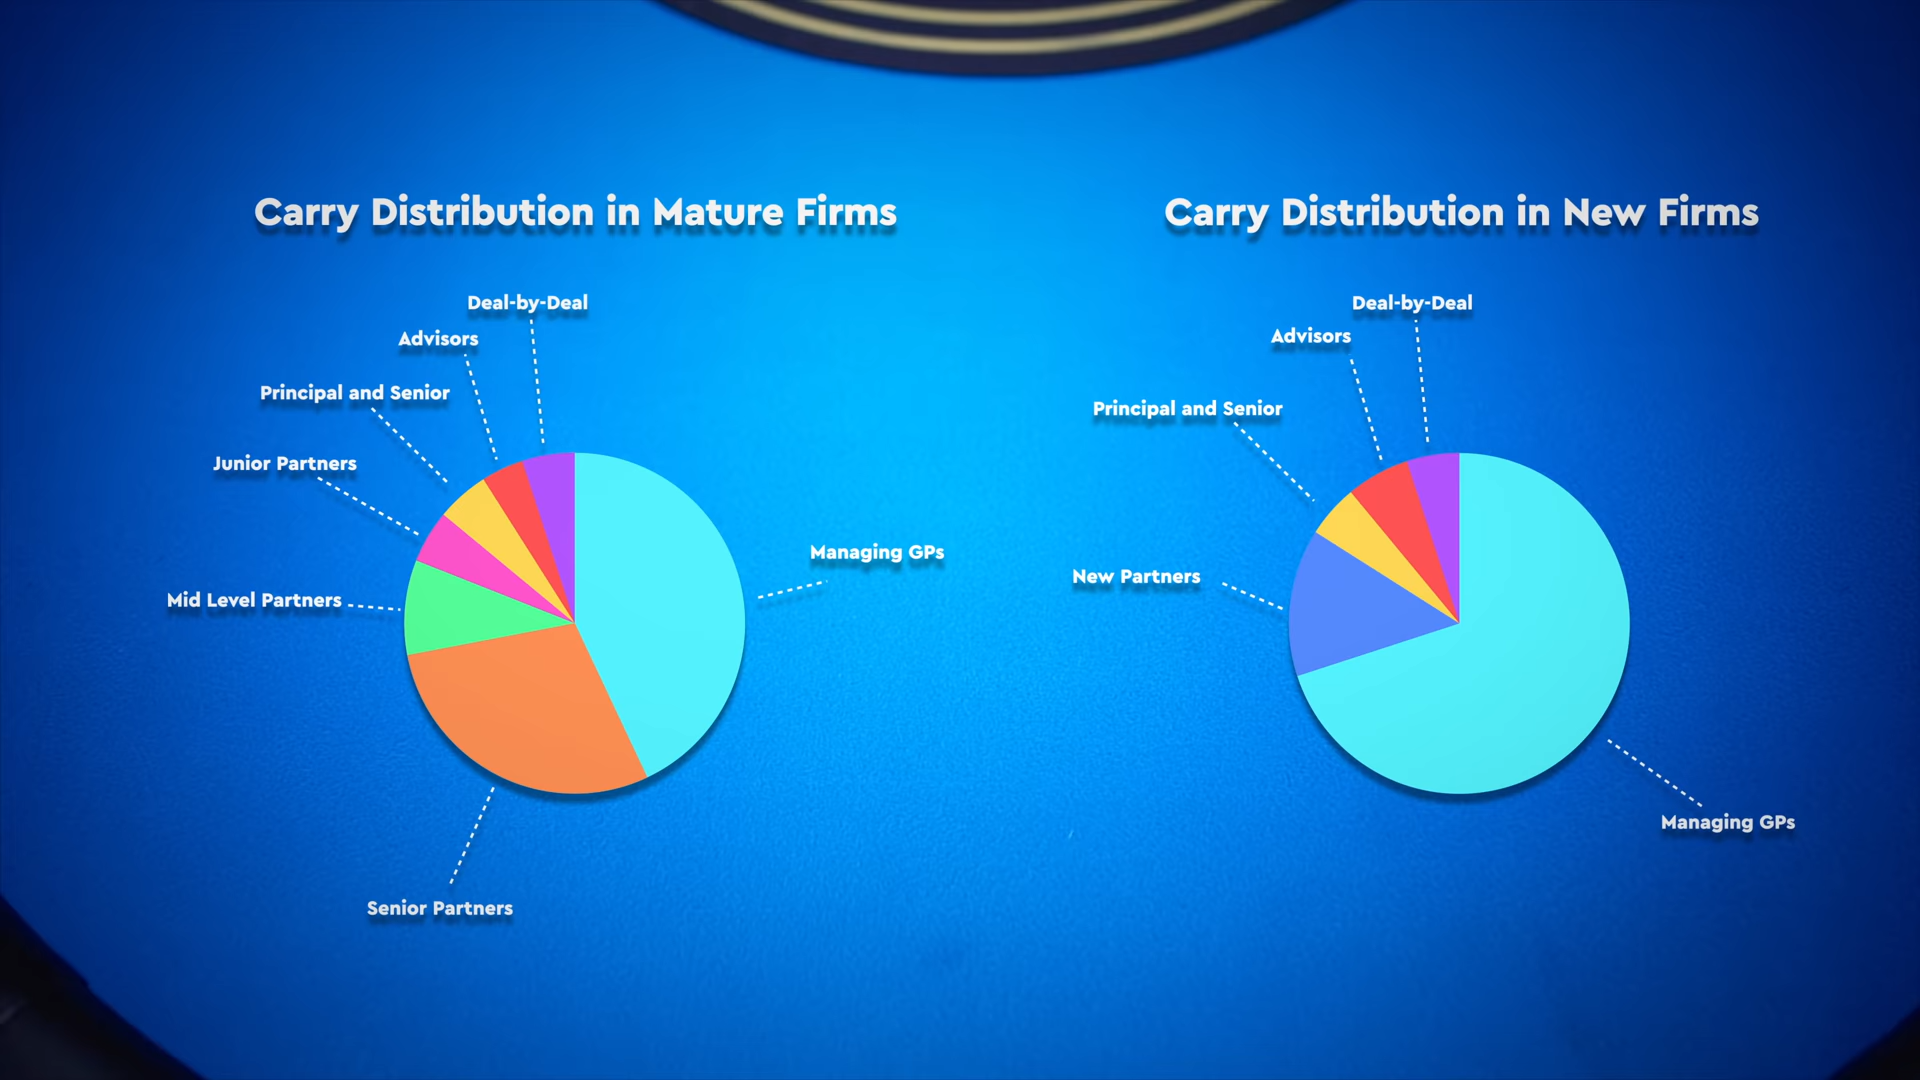 Carry Distribution in Mature Firms
Deal-by-Deal
Advisors
Principal and Senior
Junior Partners
Mid Level Partners
Managing GPs
Senior Partners
Carry Distribution in New Firms
Deal-by-Deal
Advisors
Principal and Senior
New Partners
Managing GPs